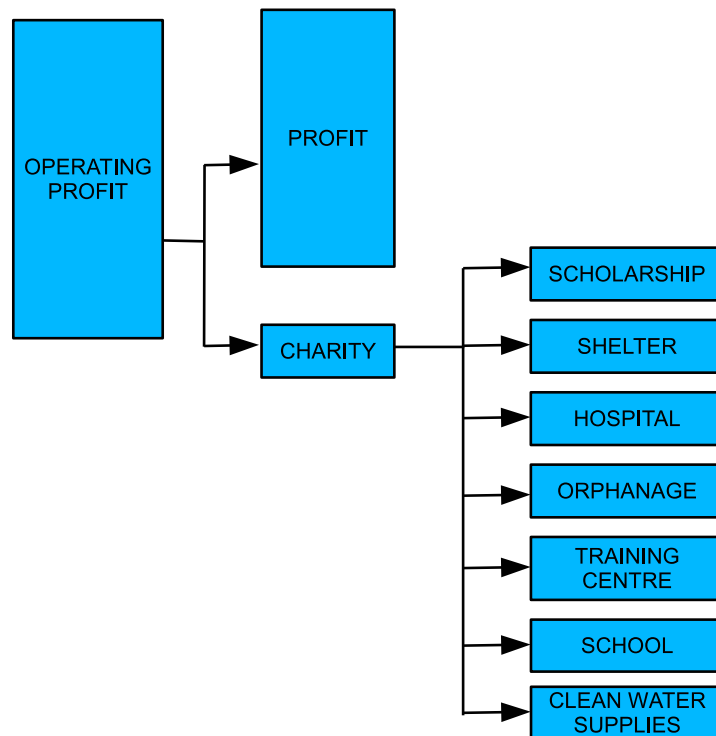 OPERATING
PROFIT
PROFIT
CHARITY
SCHOLARSHIP
SHELTER
HOSPITAL
ORPHANAGE
TRAINING
CENTRE
SCHOOL
CLEAN WATER
SUPPLIES